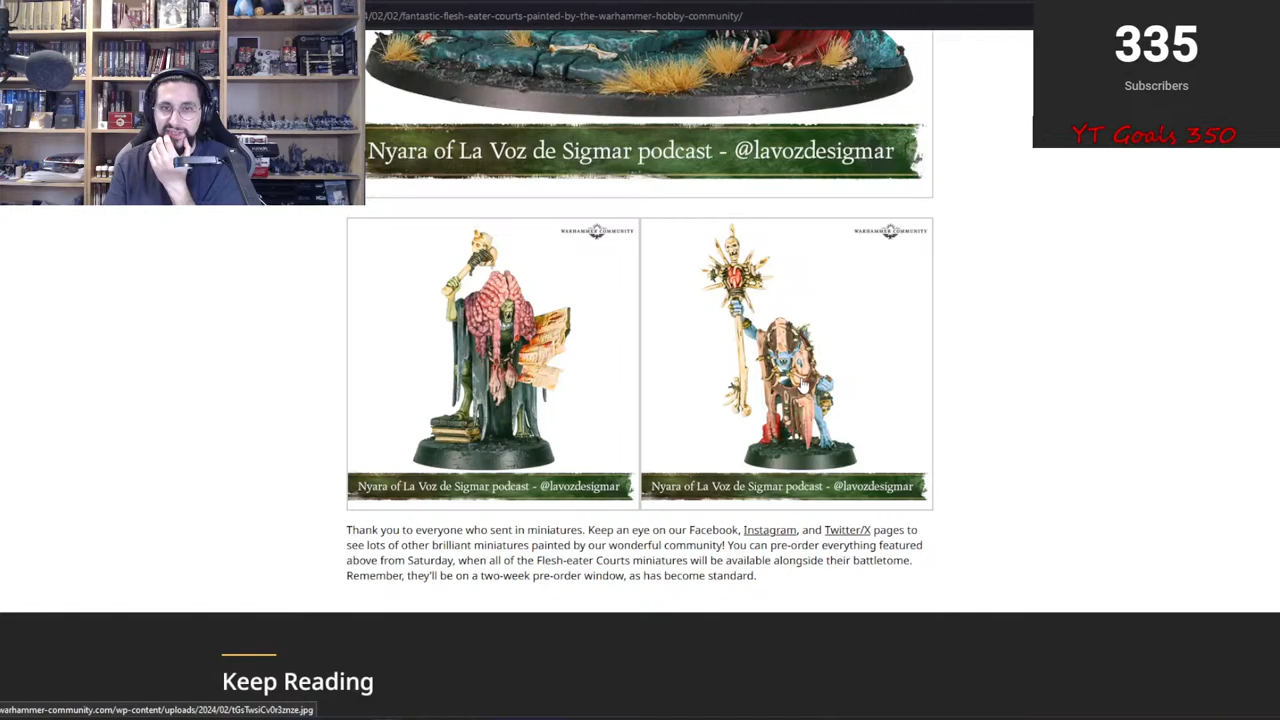 4/02/02/fantastic-flesh-eater-courts-painted-by-the-warhammer-hobby-community/
335
Subscribers
YT Goals 350
Nyara of La Voz de Sigmar podcast - @lavozdesigmar
WARHAMMER COMMUNITY
WARHAMMER COMMUNITY
Nyara of La Voz de Sigmar podcast - @lavozdesigmar
Nyara of La Voz de Sigmar podcast - @lavozdesigmar
Thank you to everyone who sent in miniatures. Keep an eye on our Facebook, Instagram, and Twitter/X pages to
see lots of other brilliant miniatures painted by our wonderful community! You can pre-order everything featured
above from Saturday, when all of the Flesh-eater Courts miniatures will be available alongside their battletome.
Remember, they'll be on a two-week pre-order window, as has become standard.
Keep Reading
warhammer-community.com/wp-content/uploads/2024/02/tGsTwsiCv0r3znze.jpg